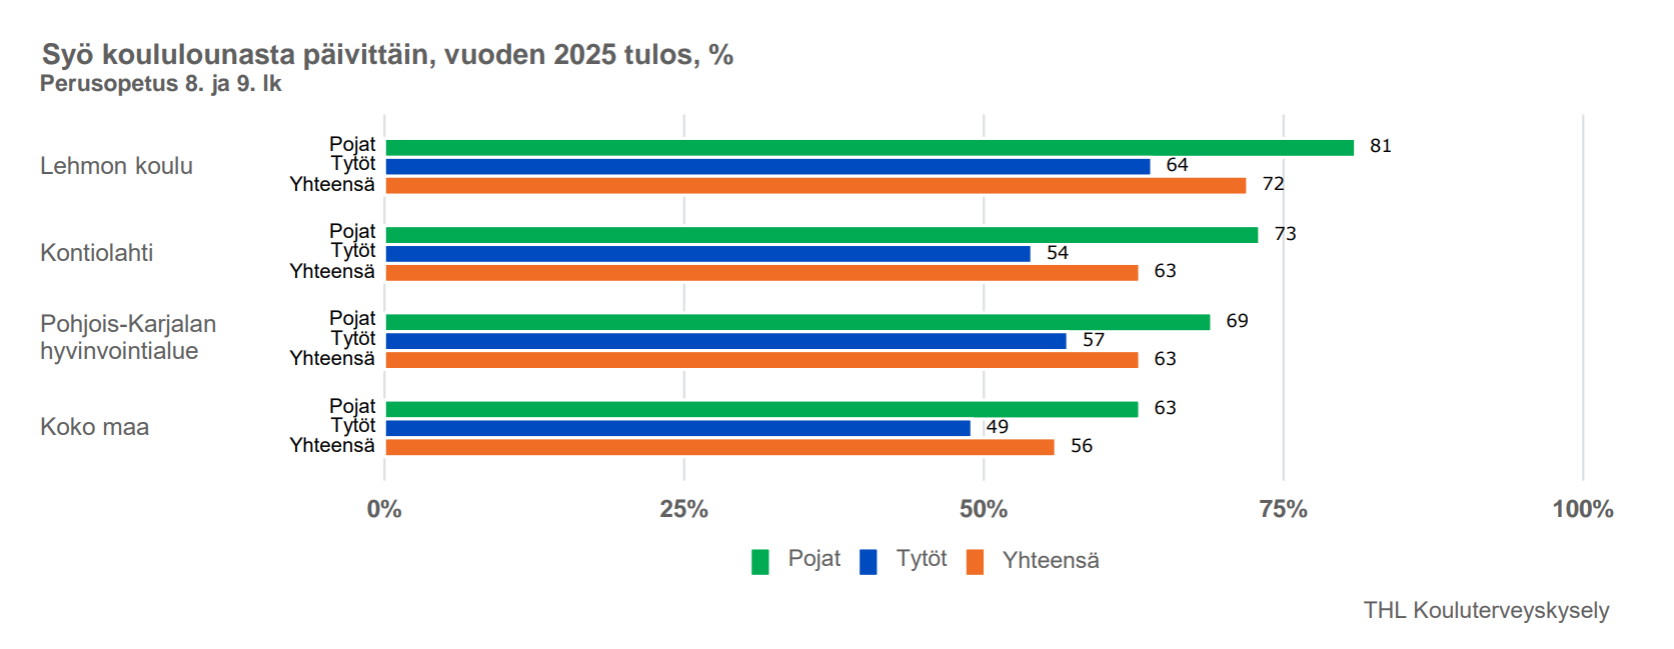 Syö koululounasta päivittäin, vuoden 2025 tulos, %
Perusopetus 8. ja 9. lk
Lehmon koulu
Pojat 81
Tytöt 64
Yhteensä 72
Kontiolahti
Pojat 73
Tytöt 54
Yhteensä 63
Pohjois-Karjalan
hyvinvointialue
Pojat 69
Tytöt 57
Yhteensä 63
Koko maa
Pojat 63
Tytöt 49
Yhteensä 56
0% 25% 50% 75% 100%
Pojat Tytöt Yhteensä
THL Kouluterveyskysely